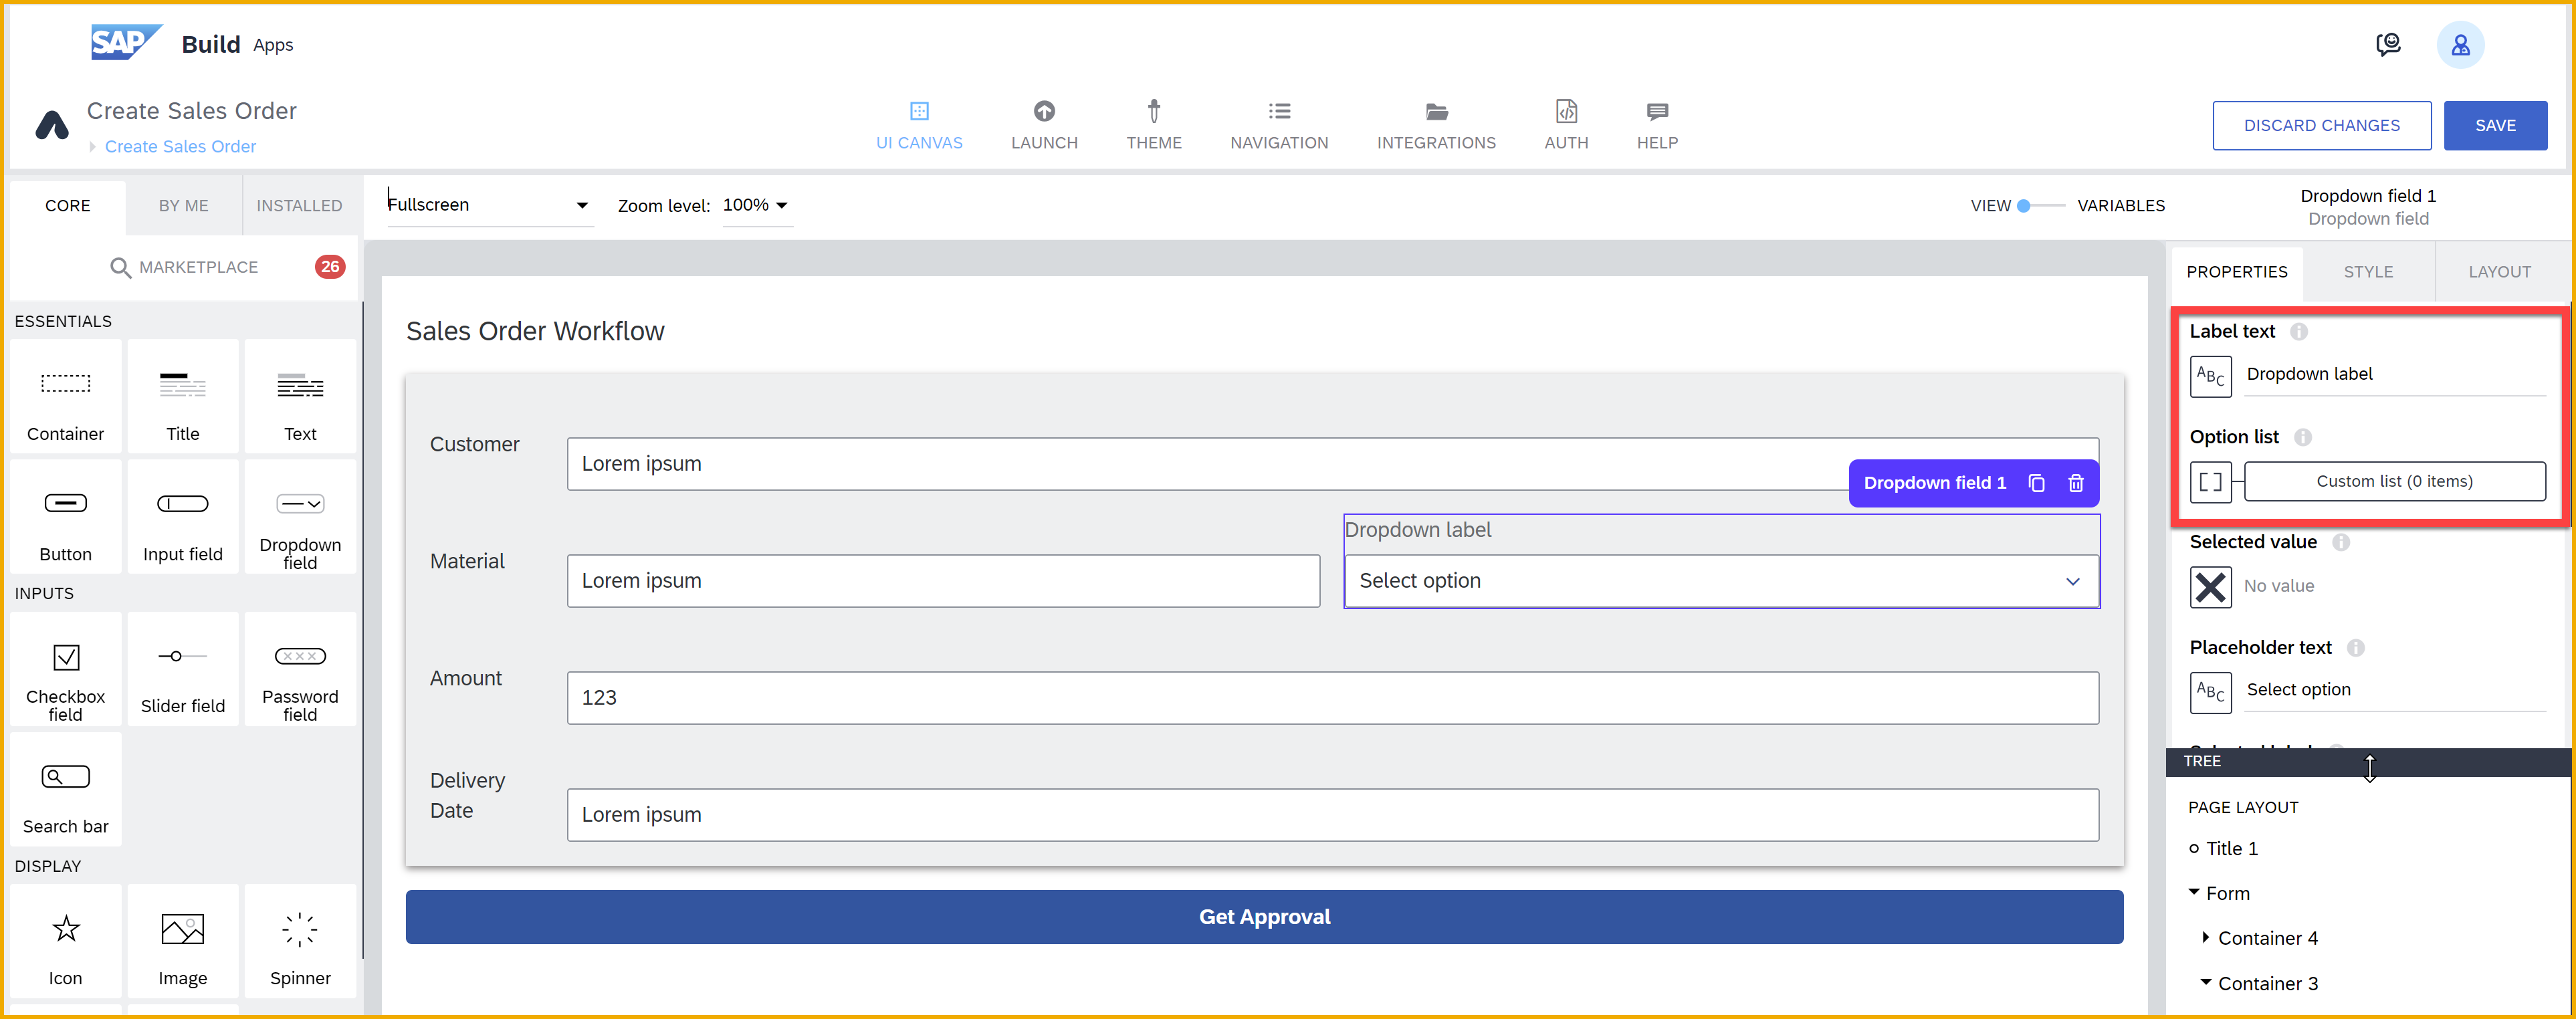 SAP Build Apps
Create Sales Order
Create Sales Order
UI CANVAS
LAUNCH
THEME
NAVIGATION
INTEGRATIONS
AUTH
HELP
DISCARD CHANGES
SAVE
CORE
BY ME
INSTALLED
Fullscreen
Zoom level: 100%
VIEW
VARIABLES
Dropdown field 1
Dropdown field
MARKETPLACE
26
ESSENTIALS
Container
Title
Text
Button
Input field
Dropdown
field
INPUTS
Checkbox
field
Slider field
Password
field
Search bar
DISPLAY
Icon
Image
Spinner
Sales Order Workflow
Customer
Lorem ipsum
Dropdown field 1
Dropdown label
Material
Lorem ipsum
Select option
Amount
123
Delivery
Date
Lorem ipsum
Get Approval
PROPERTIES
STYLE
LAYOUT
Label text
ABC
Dropdown label
Option list
Custom list (0 items)
Selected value
No value
Placeholder text
ABC
Select option
TREE
PAGE LAYOUT
Title 1
Form
Container 4
Container 3